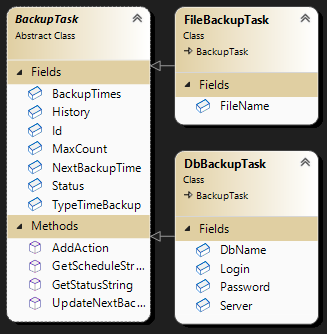 BackupTask
Abstract Class
Fields
BackupTimes
History
Id
MaxCount
NextBackupTime
Status
TypeTimeBackup
Methods
AddAction
GetScheduleStr...
GetStatusString
UpdateNextBac...
FileBackupTask
Class
BackupTask
Fields
FileName
DbBackupTask
Class
BackupTask
Fields
DbName
Login
Password
Server